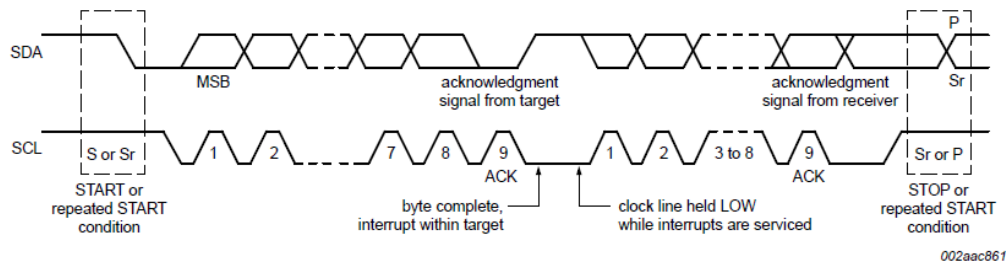 SDA
P
MSB
acknowledgment
signal from target
acknowledgment
signal from receiver
Sr
SCL
S or Sr
1
2
7
8
9
1
2
3 to 8
9
Sr or P
ACK
ACK
START or
repeated START
condition
byte complete,
interrupt within target
clock line held LOW
while interrupts are serviced
STOP or
repeated START
condition
002aac861